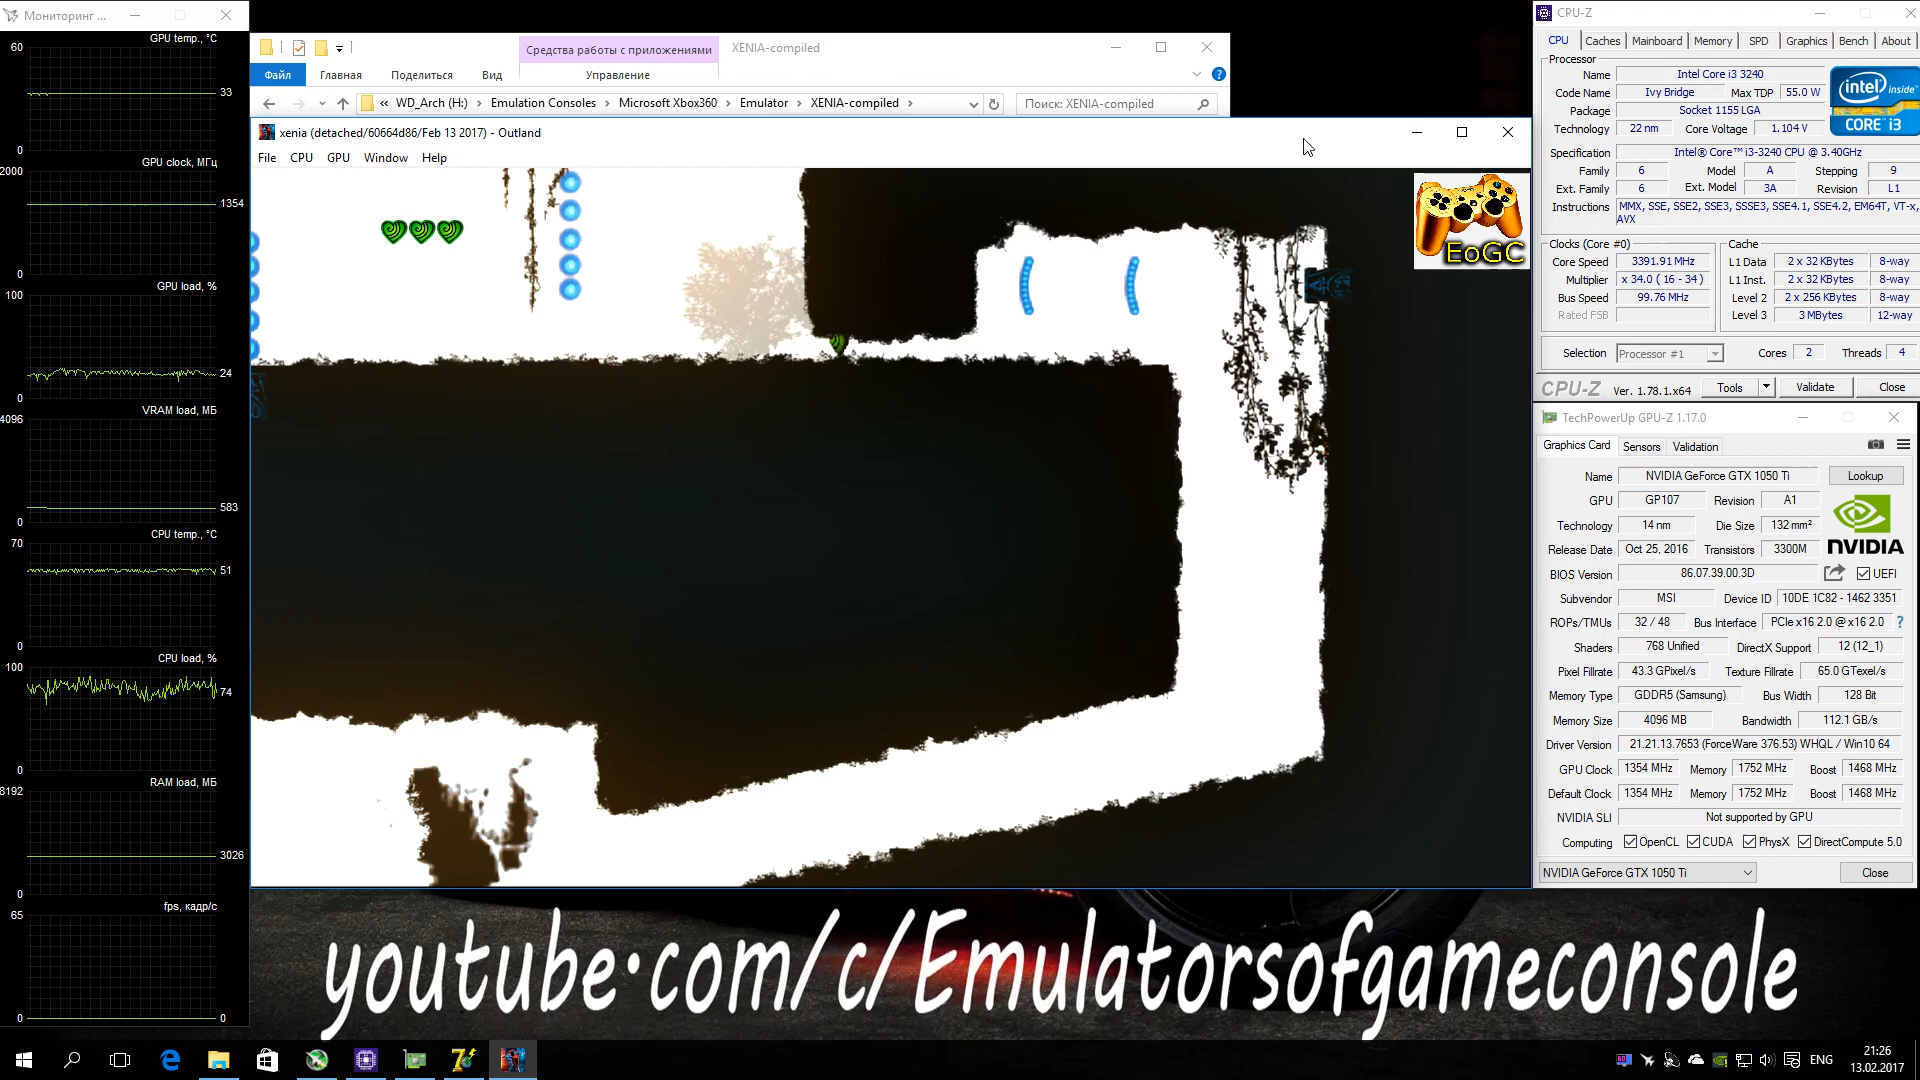 Мониторинг ...
GPU temp., °C
60
33
0
GPU clock, МГц
2000
1354
0
GPU load, %
100
24
0
VRAM load, МБ
4096
583
0
CPU temp., °C
70
51
0
CPU load, %
100
74
0
RAM load, МБ
8192
3026
0
fps, кадр/с
65
0
0
Средства работы с приложениями
XENIA-compiled
Файл
Главная
Поделиться
Вид
Управление
« WD_Arch (H:) › Emulation Consoles › Microsoft Xbox360 › Emulator › XENIA-compiled ›
Поиск: XENIA-compiled
xenia (detached/60664d86/Feb 13 2017) - Outland
File CPU GPU Window Help
EoGC
CPU-Z
CPU Caches Mainboard Memory SPD Graphics Bench About
Processor
Name Intel Core i3 3240
Code Name Ivy Bridge Max TDP 55.0 W
Package Socket 1155 LGA
Technology 22 nm Core Voltage 1.104 V
intel inside™
CORE i3
Specification Intel® Core™ i3-3240 CPU @ 3.40GHz
Family 6 Model A Stepping 9
Ext. Family 6 Ext. Model 3A Revision L1
Instructions MMX, SSE, SSE2, SSE3, SSSE3, SSE4.1, SSE4.2, EM64T, VT-x,
AVX
Clocks (Core #0)
Core Speed 3391.91 MHz
Multiplier x 34.0 ( 16 - 34 )
Bus Speed 99.76 MHz
Rated FSB
Cache
L1 Data 2 x 32 KBytes 8-way
L1 Inst. 2 x 32 KBytes 8-way
Level 2 2 x 256 KBytes 8-way
Level 3 3 MBytes 12-way
Selection Processor #1 Cores 2 Threads 4
CPU-Z Ver. 1.78.1.x64 Tools Validate Close
TechPowerUp GPU-Z 1.17.0
Graphics Card Sensors Validation
Name NVIDIA GeForce GTX 1050 Ti Lookup
GPU GP107 Revision A1
Technology 14 nm Die Size 132 mm²
Release Date Oct 25, 2016 Transistors 3300M
NVIDIA
BIOS Version 86.07.39.00.3D UEFI
Subvendor MSI Device ID 10DE 1C82 - 1462 3351
ROPs/TMUs 32 / 48 Bus Interface PCIe x16 2.0 @ x16 2.0 ?
Shaders 768 Unified DirectX Support 12 (12_1)
Pixel Fillrate 43.3 GPixel/s Texture Fillrate 65.0 GTexel/s
Memory Type GDDR5 (Samsung) Bus Width 128 Bit
Memory Size 4096 MB Bandwidth 112.1 GB/s
Driver Version 21.21.13.7653 (ForceWare 376.53) WHQL / Win10 64
GPU Clock 1354 MHz Memory 1752 MHz Boost 1468 MHz
Default Clock 1354 MHz Memory 1752 MHz Boost 1468 MHz
NVIDIA SLI Not supported by GPU
Computing OpenCL CUDA PhysX DirectCompute 5.0
NVIDIA GeForce GTX 1050 Ti Close
youtube.com/c/Emulatorsofgameconsole
60
ENG
21:26
13.02.2017